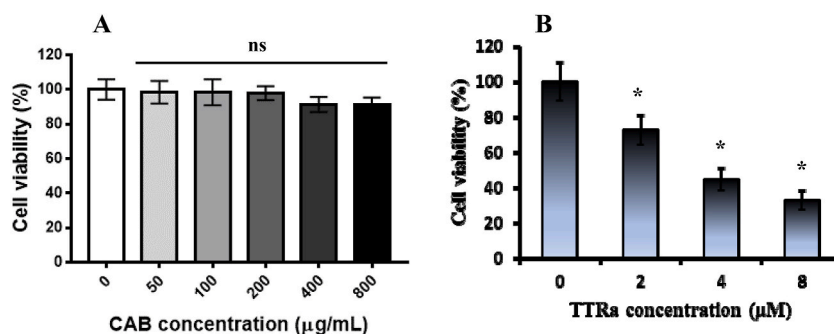 A
ns
Cell viability (%)
120
100
80
60
40
20
0
0 50 100 200 400 800
CAB concentration (µg/mL)
B
Cell viability (%)
120
100
80
60
40
20
0
*
*
*
0 2 4 8
TTRa concentration (µM)